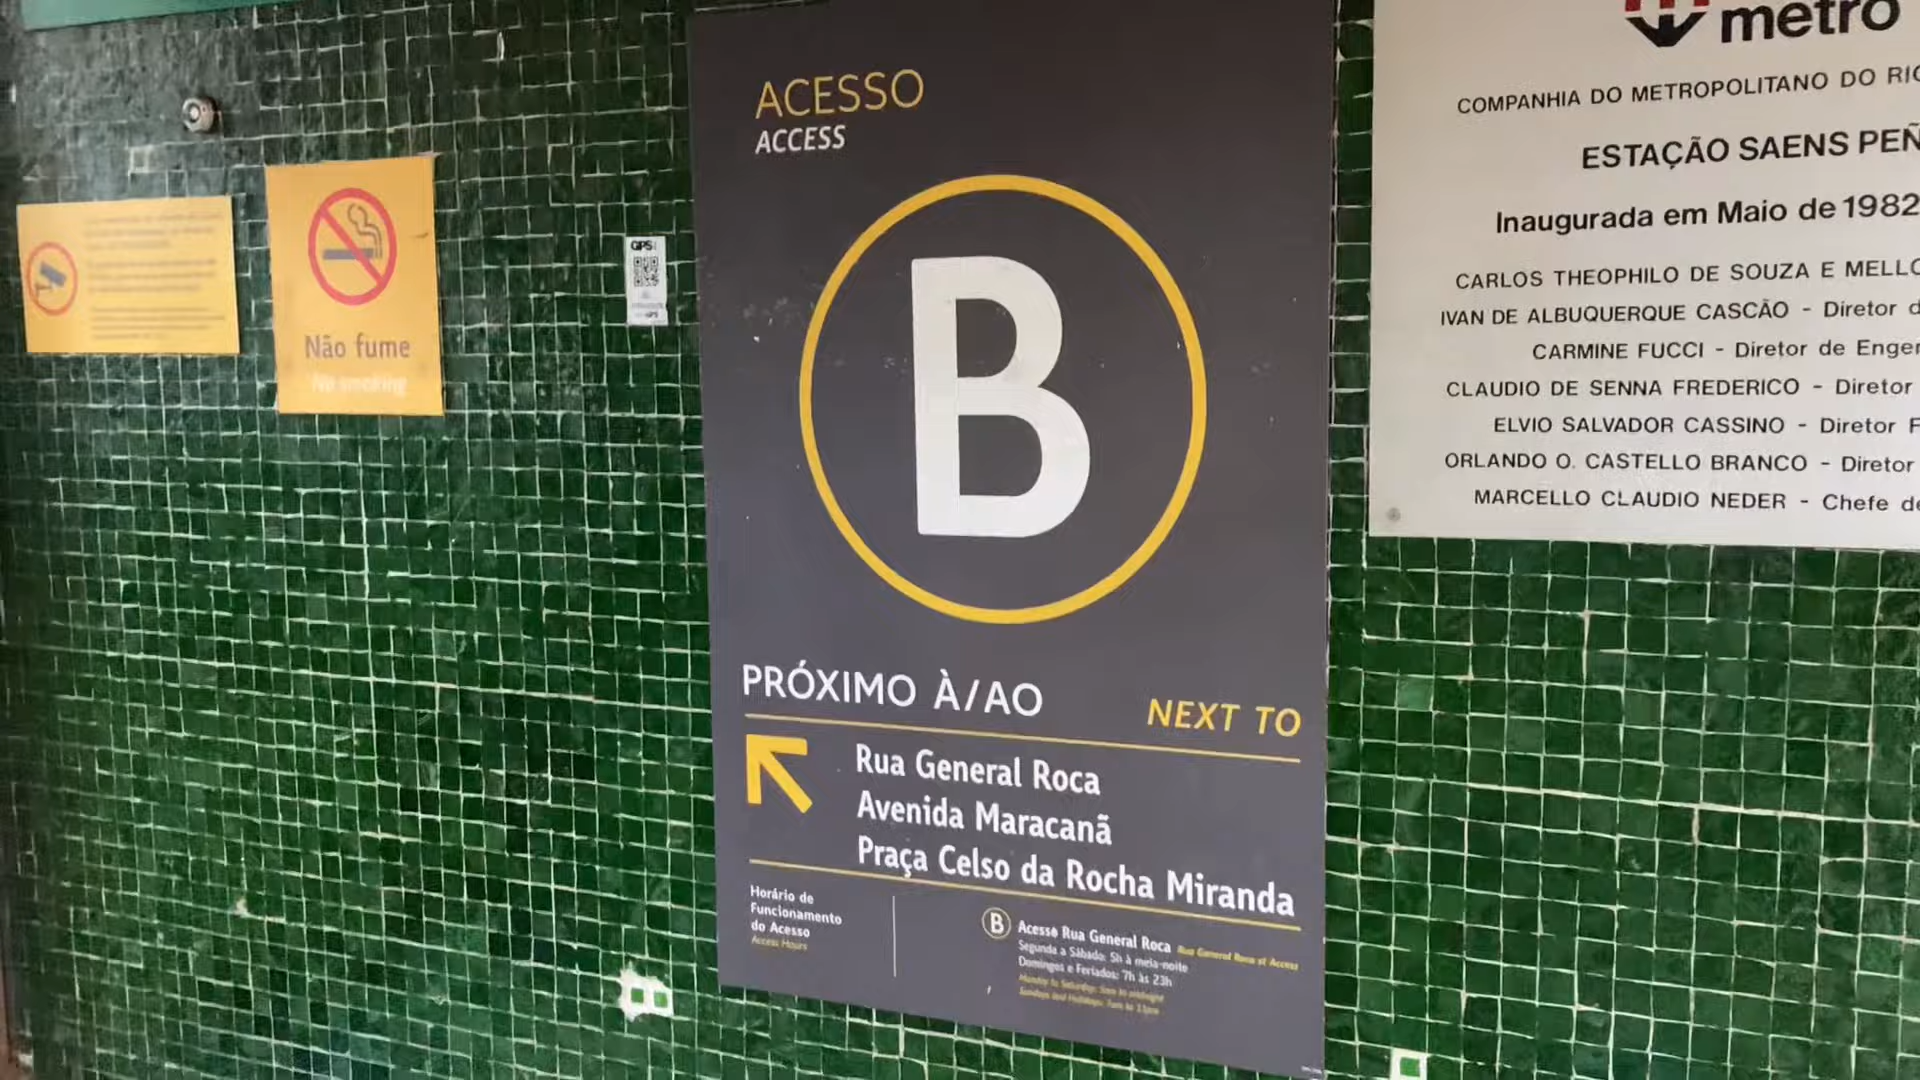 Não fume
No smoking
GPS
ACESSO
ACCESS
B
PRÓXIMO À/AO
NEXT TO
Rua General Roca
Avenida Maracanã
Praça Celso da Rocha Miranda
Horário de
Funcionamento
do Acesso
Access Hours
B Acesso Rua General Roca Rua General Roca st Access
Segunda a Sábado: 5h à meia-noite
Domingos e Feriados: 7h às 23h
Monday to Saturday: 5am to midnight
Sundays and Holidays: 7am to 11pm
metrô
COMPANHIA DO METROPOLITANO DO RIO
ESTAÇÃO SAENS PEÑ
Inaugurada em Maio de 1982
CARLOS THEOPHILO DE SOUZA E MELLO
IVAN DE ALBUQUERQUE CASCÃO - Diretor d
CARMINE FUCCI - Diretor de Enger
CLAUDIO DE SENNA FREDERICO - Diretor
ELVIO SALVADOR CASSINO - Diretor F
ORLANDO O. CASTELLO BRANCO - Diretor
MARCELLO CLAUDIO NEDER - Chefe de